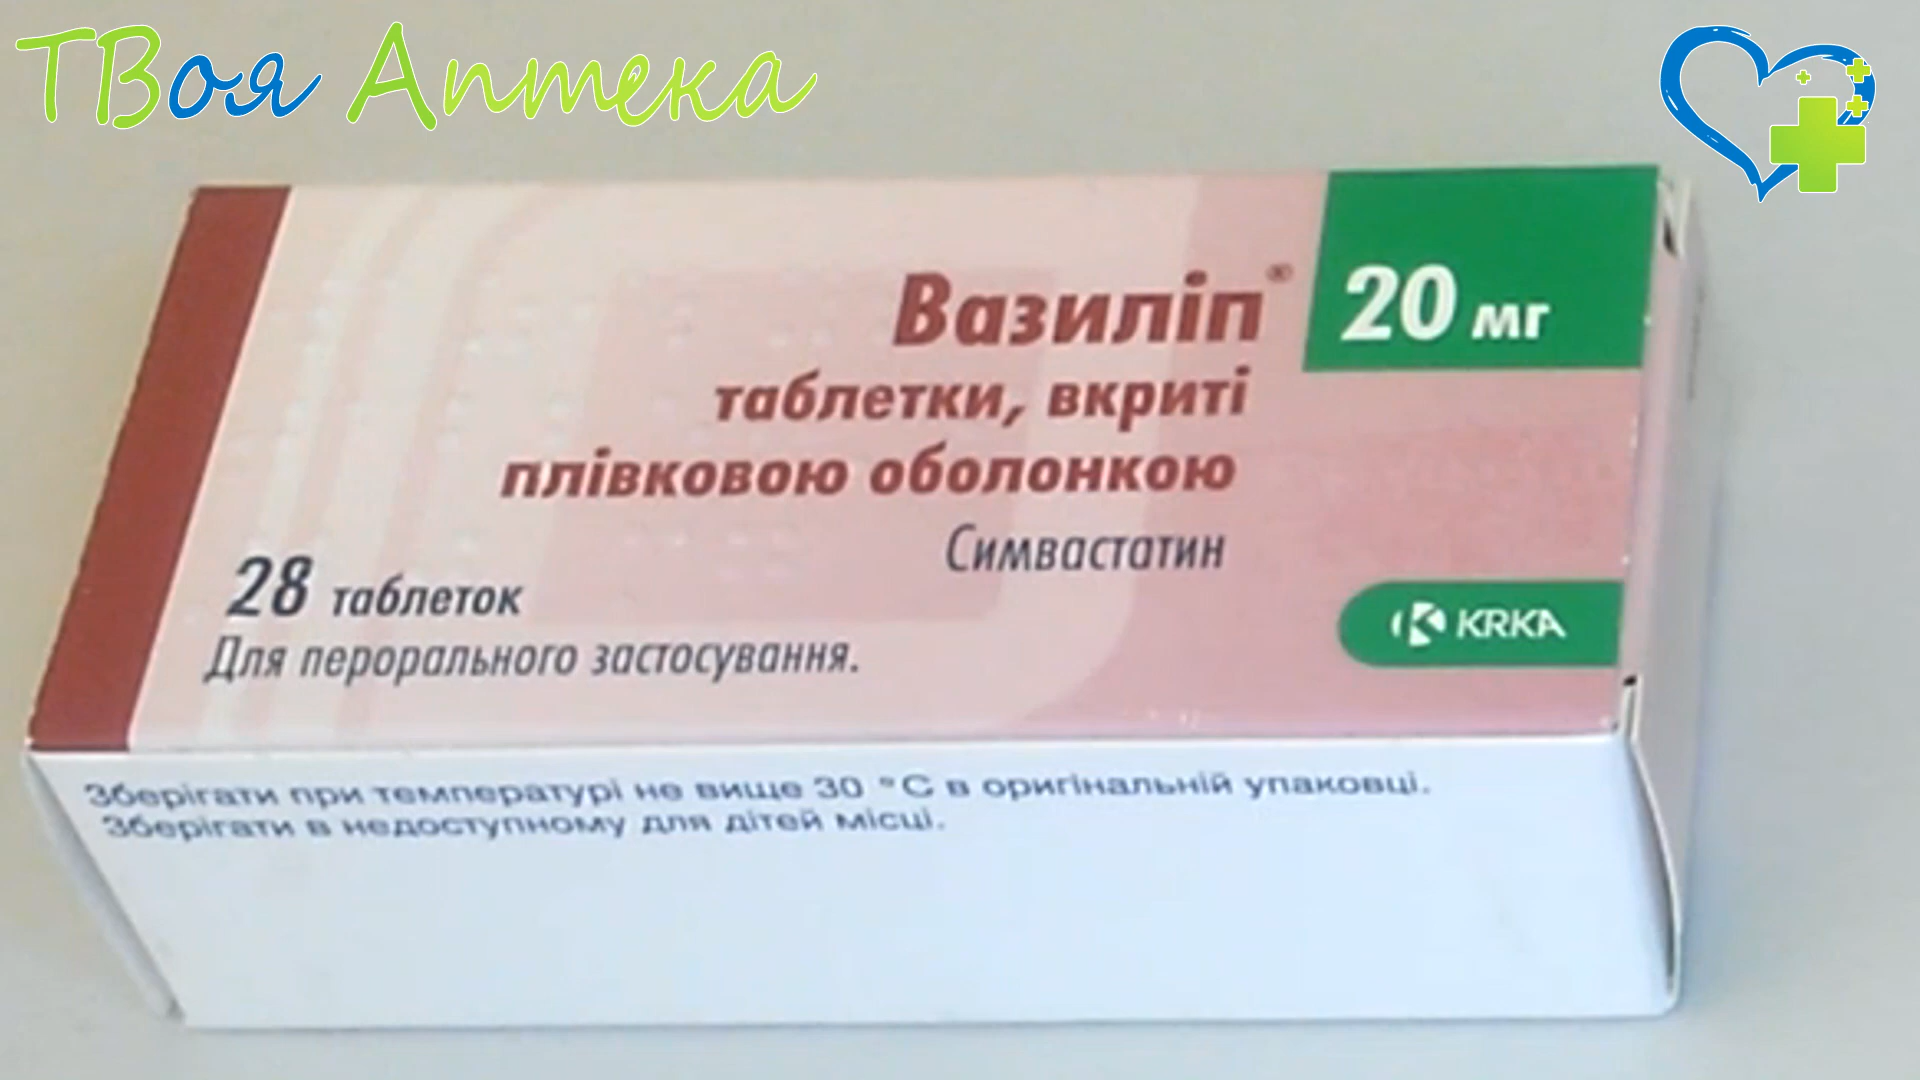 ТВоя Аптека
Вазиліп®
20 мг
таблетки, вкриті
плівковою оболонкою
Симвастатин
28 таблеток
Для перорального застосування.
KRKA
Зберігати при температурі не вище 30 °C в оригінальній упаковці.
Зберігати в недоступному для дітей місці.